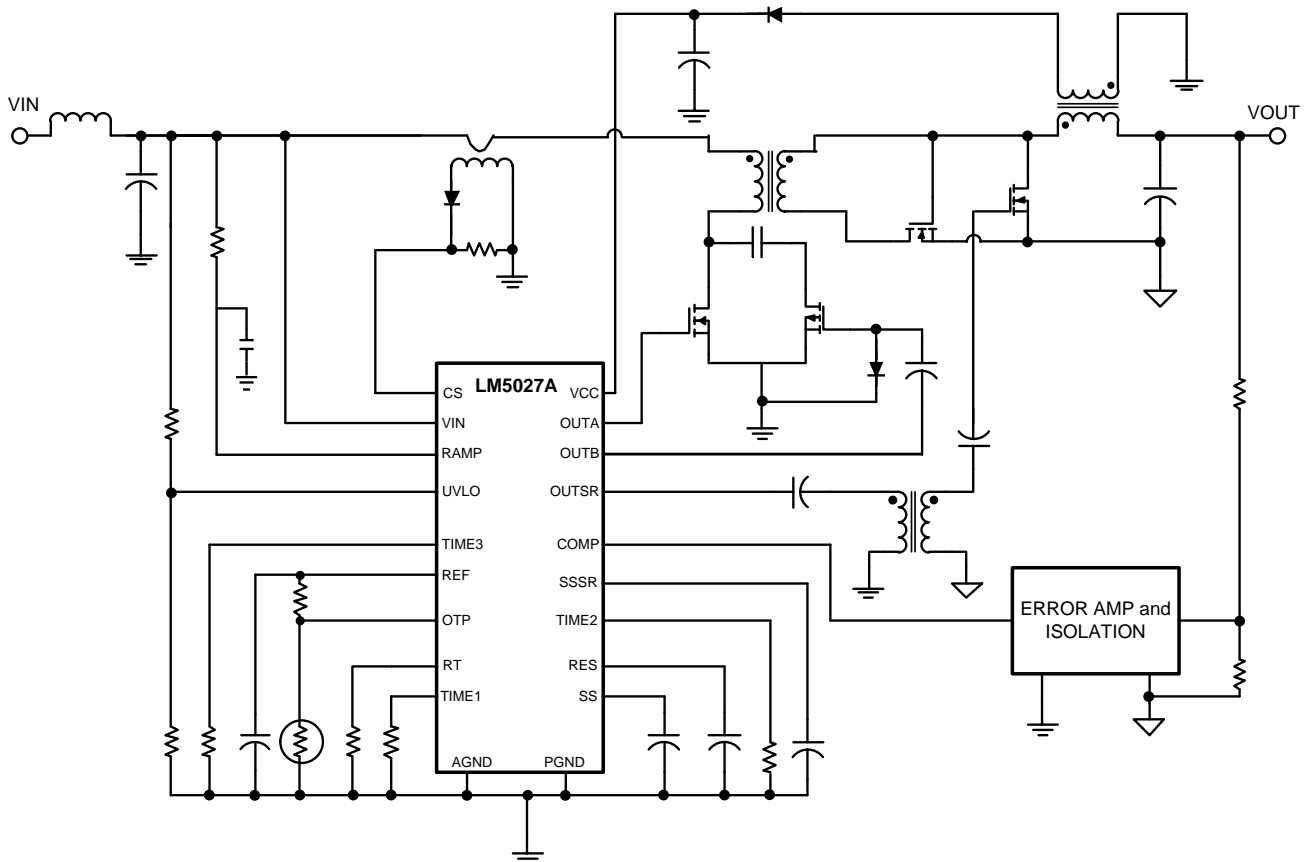 VIN
VOUT
LM5027A
CS
VCC
VIN
OUTA
RAMP
OUTB
UVLO
OUTSR
TIME3
COMP
REF
SSSR
OTP
TIME2
RT
RES
TIME1
SS
AGND
PGND
ERROR AMP and
ISOLATION